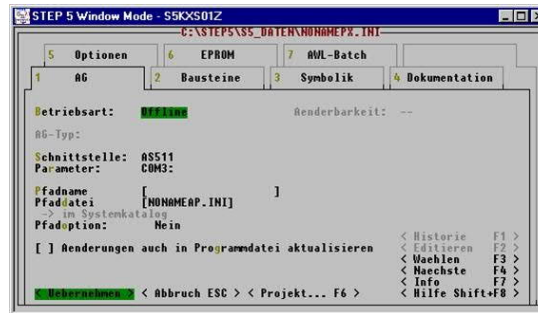 STEP 5 Window Mode - S5KXS01Z
C:\STEP5\S5_DATEN\NONAMEPX.INI
5 Optionen 6 EPROM 7 AWL-Batch
1 AG 2 Bausteine 3 Symbolik 4 Dokumentation
Betriebsart: Offline Aenderbarkeit: --
AG-Typ:
Schnittstelle: AS511
Parameter: COM3:
Pfadname [ ]
Pfaddatei [NONAMEAP.INI]
-> im Systemkatalog
Pfadoption: Nein
[ ] Aenderungen auch in Programmdatei aktualisieren
< Historie F1 >
< Editieren F2 >
< Waehlen F3 >
< Naechste F4 >
< Info F7 >
< Uebernehmen > < Abbruch ESC > < Projekt... F6 > < Hilfe Shift+F8 >